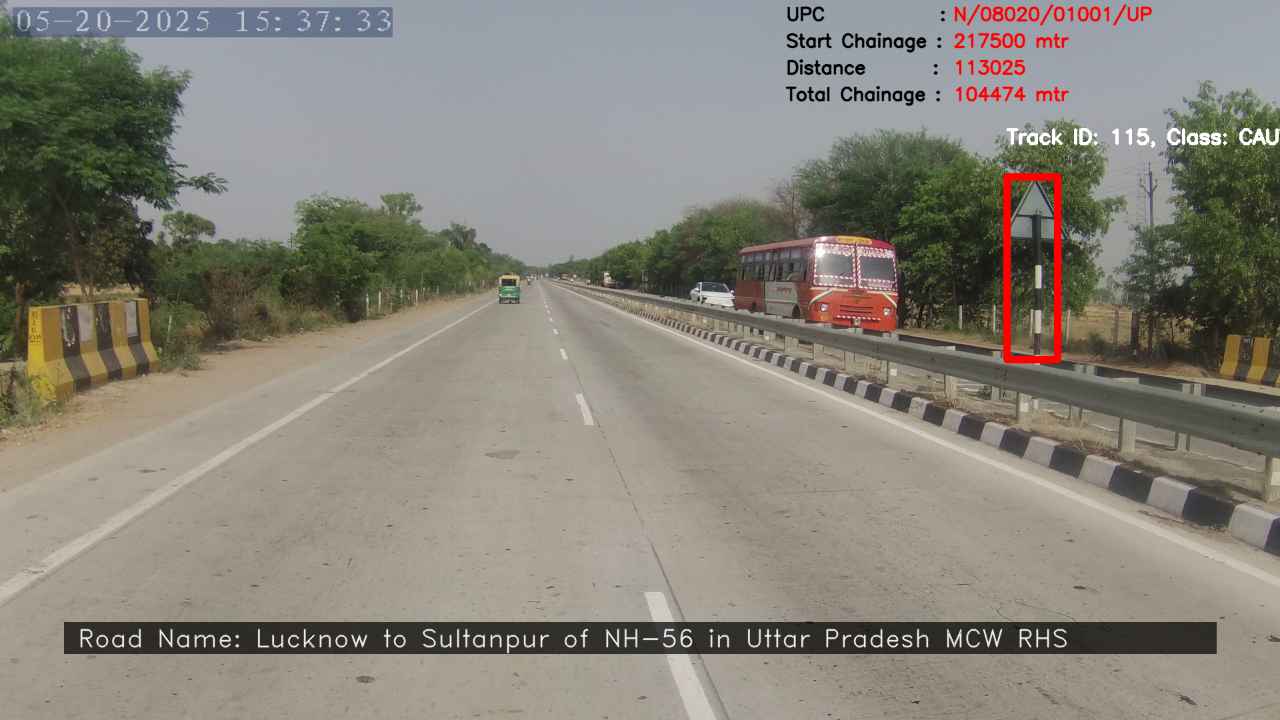 05-20-2025 15:37:33
UPC : N/08020/01001/UP
Start Chainage : 217500 mtr
Distance : 113025
Total Chainage : 104474 mtr
Track ID: 115, Class: CAU
Road Name: Lucknow to Sultanpur of NH-56 in Uttar Pradesh MCW RHS